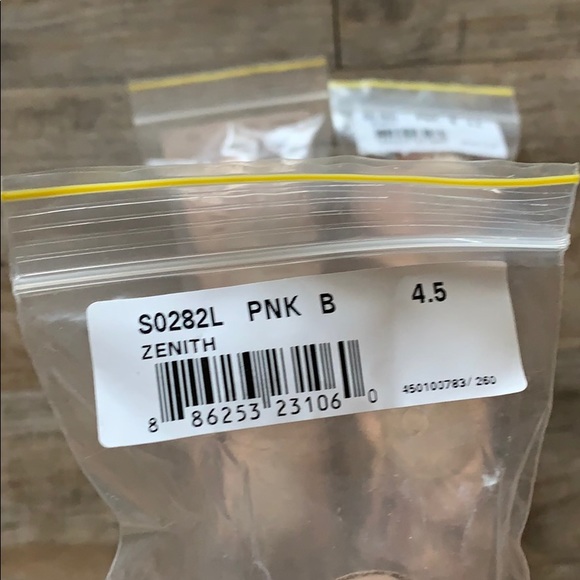 S0282L PNK B 4.5
ZENITH
8 86253 23106 0
450100783/260